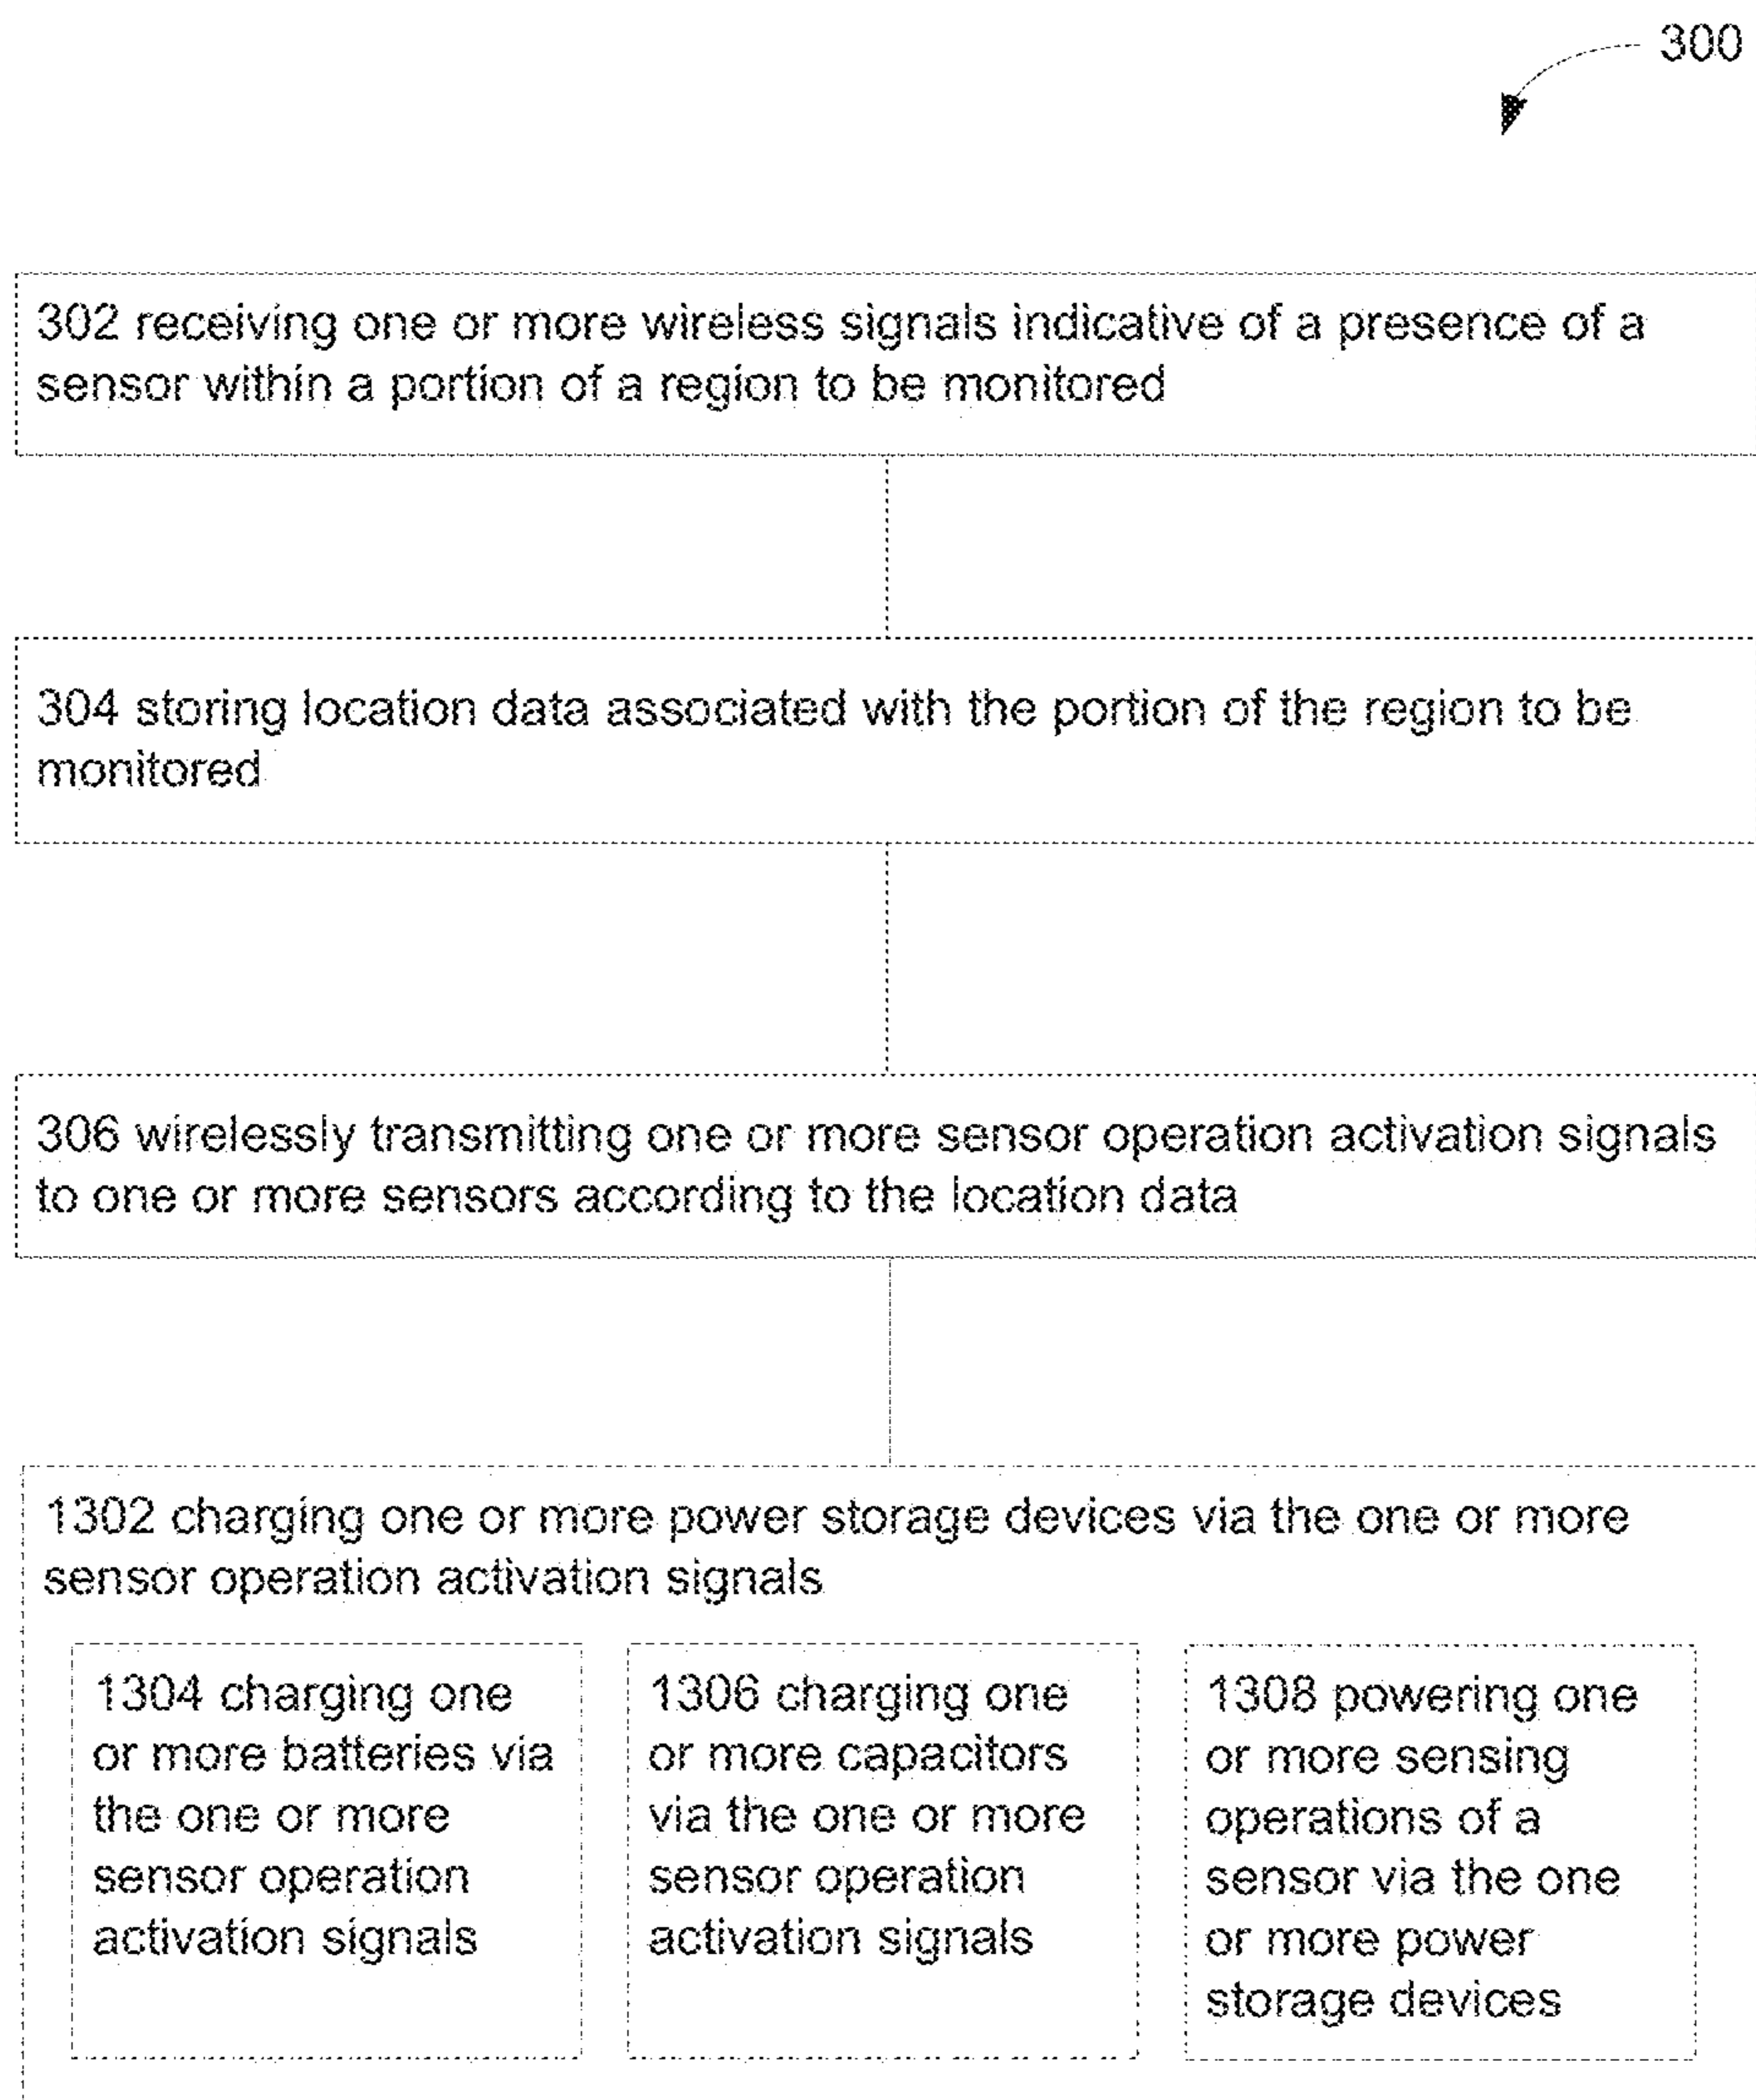 300
302 receiving one or more wireless signals indicative of a presence of a
sensor within a portion of a region to be monitored
304 storing location data associated with the portion of the region to be
monitored
306 wirelessly transmitting one or more sensor operation activation signals
to one or more sensors according to the location data
1302 charging one or more power storage devices via the one or more
sensor operation activation signals
1304 charging one
or more batteries via
the one or more
sensor operation
activation signals
1306 charging one
or more capacitors
via the one or more
sensor operation
activation signals
1308 powering one
or more sensing
operations of a
sensor via the one
or more power
storage devices